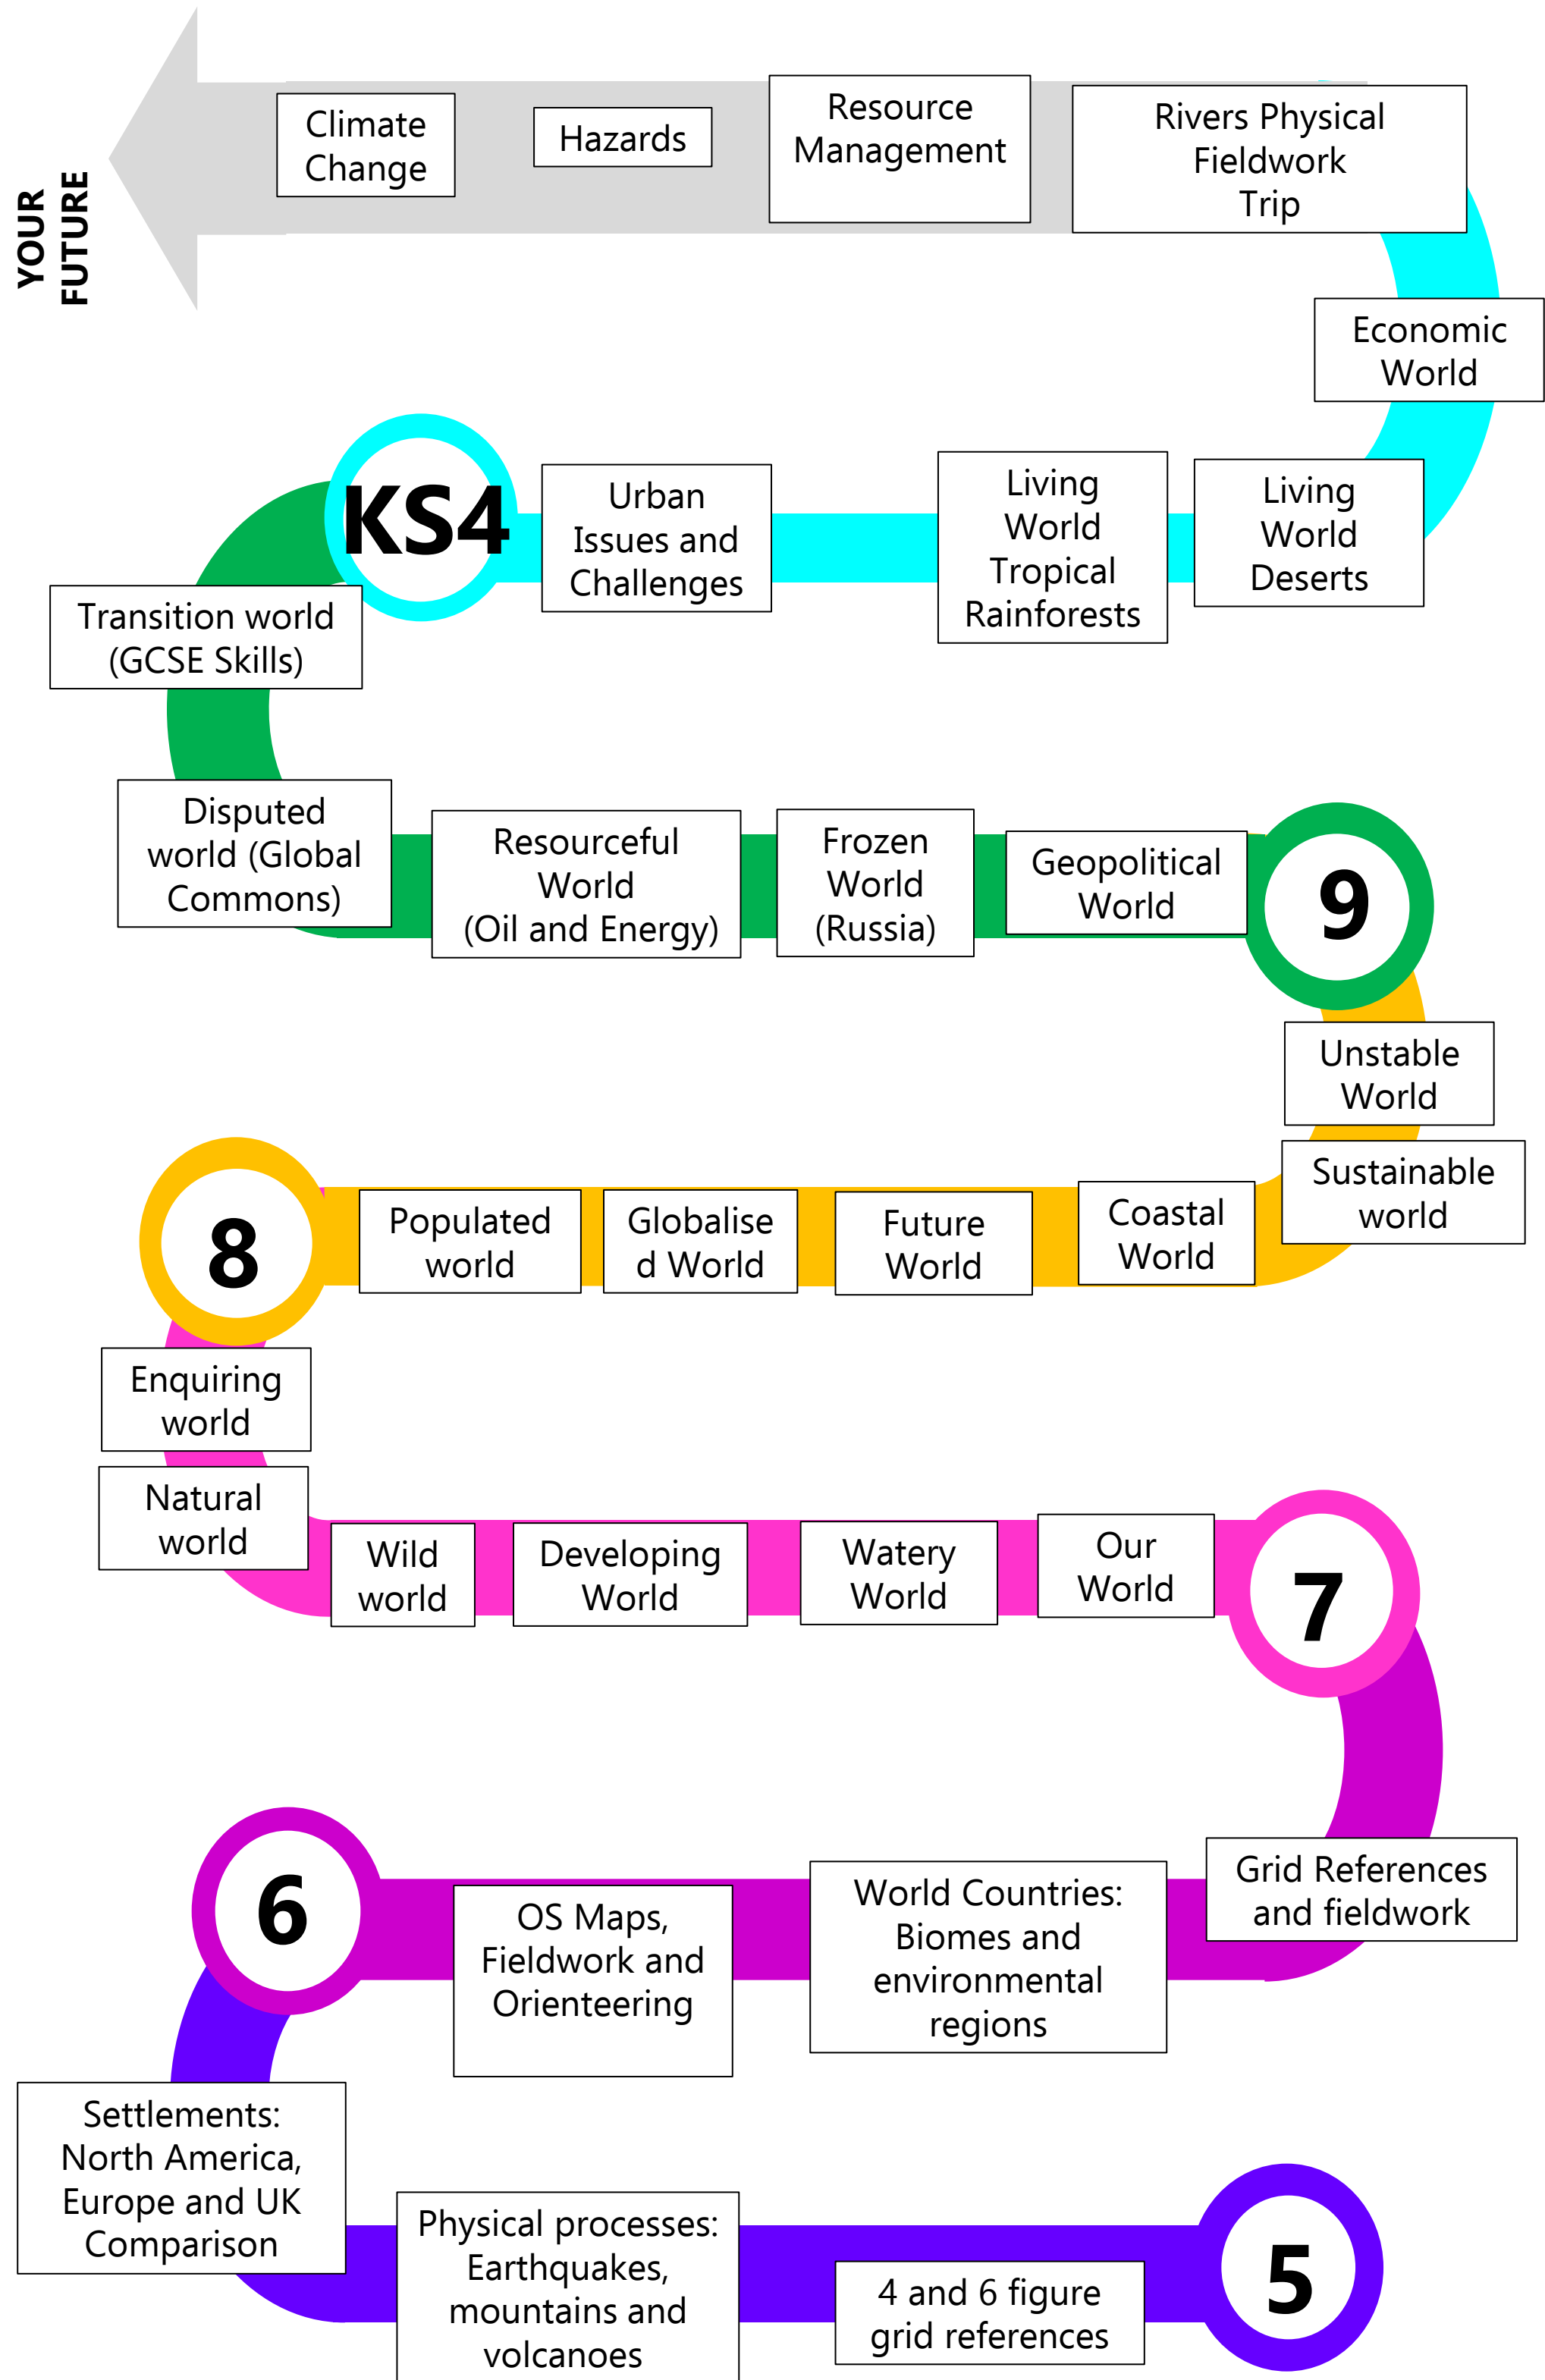 Climate
Change
Hazards
Resource
Management
Rivers Physical
Fieldwork
Trip
YOUR
FUTURE
Economic
World
KS4
Urban
Issues and
Challenges
Living
World
Tropical
Rainforests
Living
World
Deserts
Transition world
(GCSE Skills)
Disputed
world (Global
Commons)
Resourceful
World
(Oil and Energy)
Frozen
World
(Russia)
Geopolitical
World
9
Unstable
World
Sustainable
world
8
Populated
world
Globalise
d World
Future
World
Coastal
World
Enquiring
world
Natural
world
Wild
world
Developing
World
Watery
World
Our
World
7
6
OS Maps,
Fieldwork and
Orienteering
World Countries:
Biomes and
environmental
regions
Grid References
and fieldwork
Settlements:
North America,
Europe and UK
Comparison
Physical processes:
Earthquakes,
mountains and
volcanoes
4 and 6 figure
grid references
5